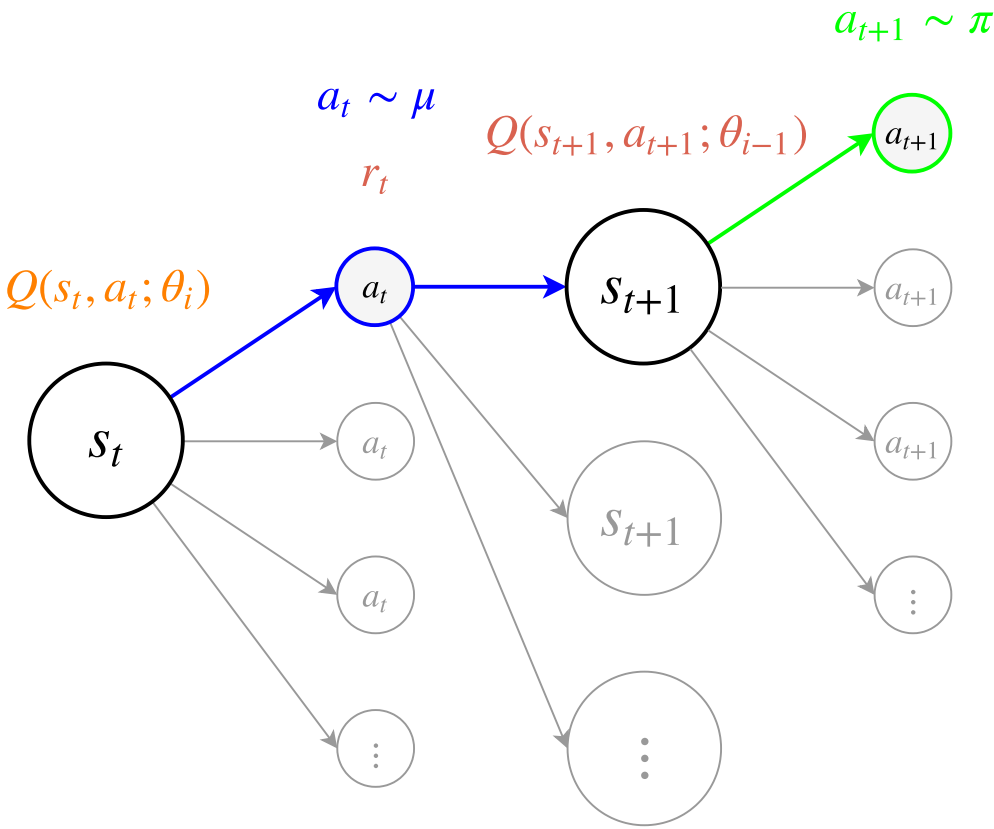 a_{t+1} ∼ π
a_t ∼ μ
Q(s_{t+1}, a_{t+1}; θ_{i−1})
a_{t+1}
r_t
Q(s_t, a_t; θ_i)
a_t
s_{t+1}
a_{t+1}
s_t
a_t
a_{t+1}
s_{t+1}
a_t
⋮
⋮
⋮